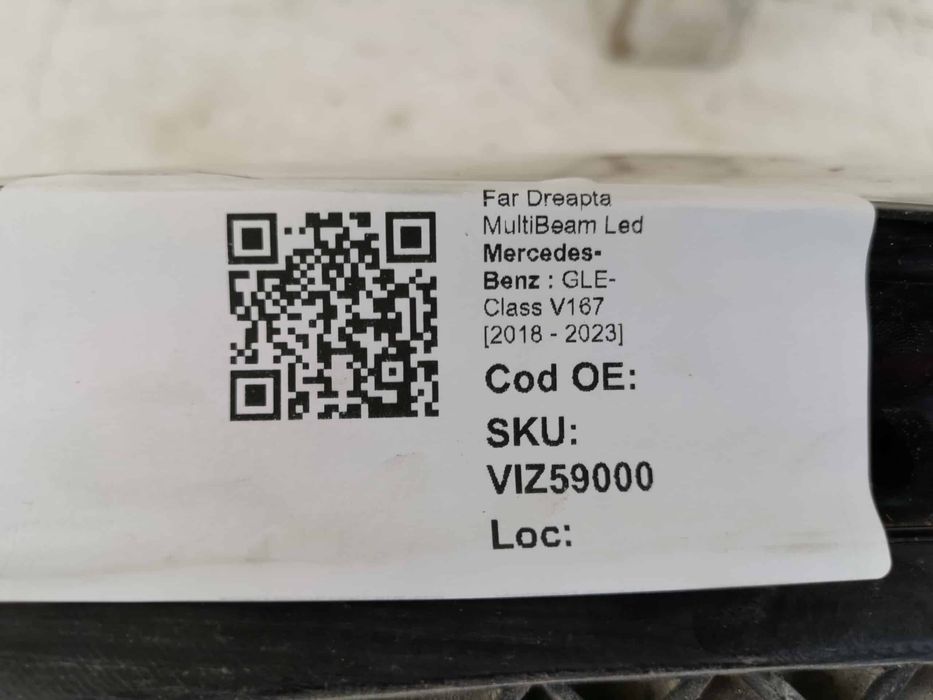 Far Dreapta
MultiBeam Led
Mercedes-
Benz : GLE-
Class V167
[2018 - 2023]
Cod OE:
SKU:
VIZ59000
Loc: